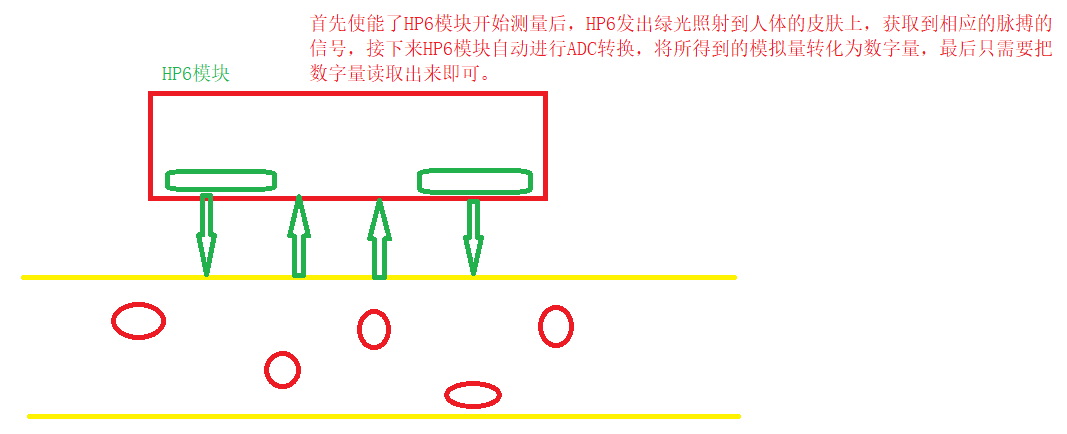 首先使能了HP6模块开始测量后，HP6发出绿光照射到人体的皮肤上，获取到相应的脉搏的
信号，接下来HP6模块自动进行ADC转换，将所得到的模拟量转化为数字量，最后只需要把
数字量读取出来即可。
HP6模块